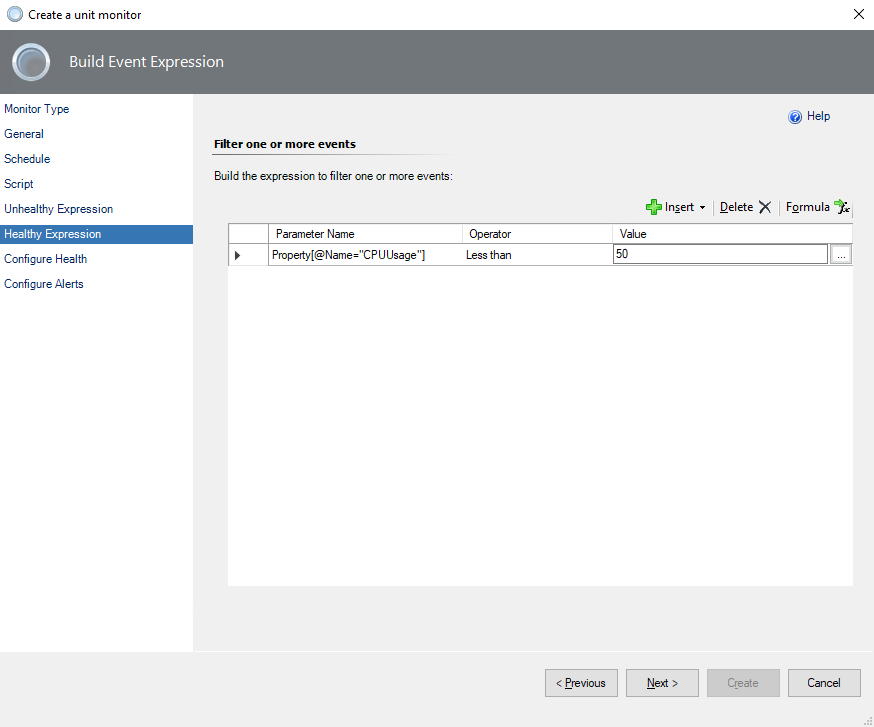 Create a unit monitor
Build Event Expression
Monitor Type
General
Schedule
Script
Unhealthy Expression
Healthy Expression
Configure Health
Configure Alerts
Help
Filter one or more events
Build the expression to filter one or more events:
Insert Delete Formula
Parameter Name Operator Value
Property[@Name="CPUUsage"] Less than 50 ...
< Previous Next > Create Cancel